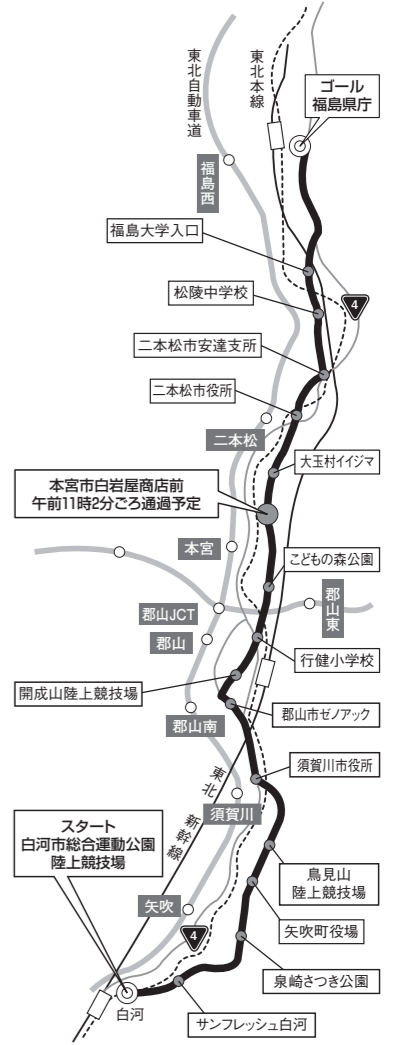 東北自動車道
東北本線
ゴール
福島県庁
福島西
福島大学入口
松陵中学校
4
二本松市安達支所
二本松市役所
二本松
大玉村イイジマ
本宮市白岩屋商店前
午前11時2分ごろ通過予定
本宮
こどもの森公園
郡山JCT
郡山東
郡山
行健小学校
開成山陸上競技場
郡山市ゼノアック
郡山南
須賀川市役所
東北新幹線
須賀川
スタート
白河市総合運動公園
陸上競技場
鳥見山
陸上競技場
矢吹
矢吹町役場
4
泉崎さつき公園
白河
サンフレッシュ白河